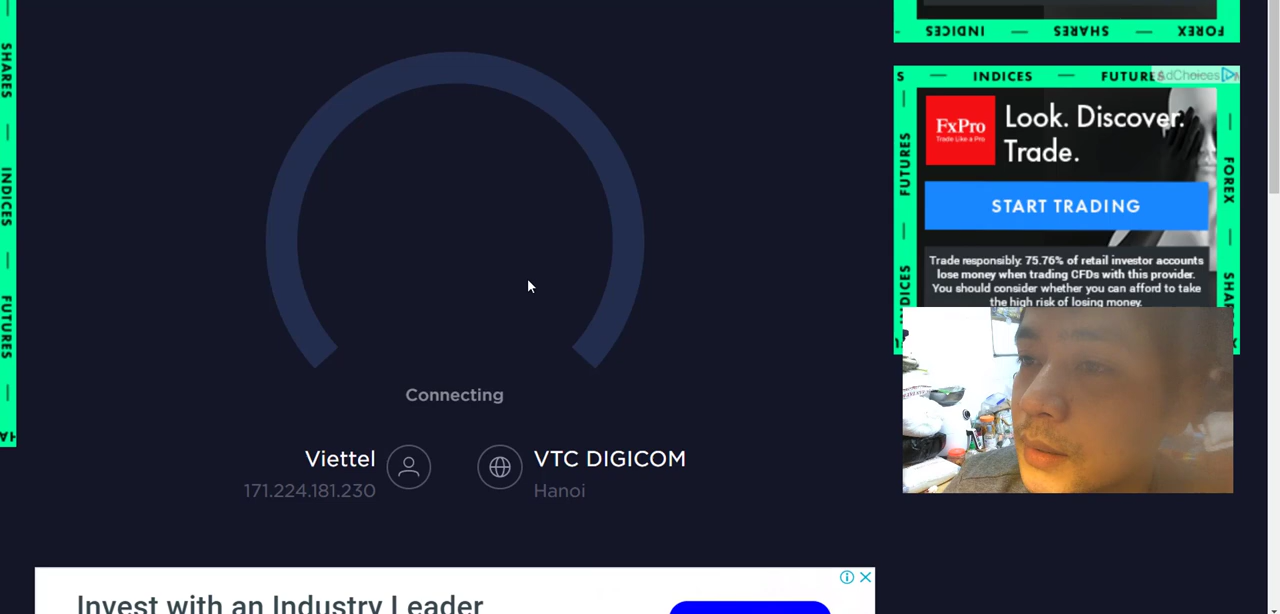 SHARES
INDICES
FUTURES
INDICES
SHARES
FOREX
S
INDICES
FUTURES
AdChoices
FUTURES
INDICES
FOREX
FxPro
Trade Like a Pro
Look. Discover.
Trade.
START TRADING
Trade responsibly: 75.76% of retail investor accounts
lose money when trading CFDs with this provider.
You should consider whether you can afford to take
the high risk of losing money.
Connecting
Viettel
VTC DIGICOM
171.224.181.230
Hanoi
Invest with an Industry Leader